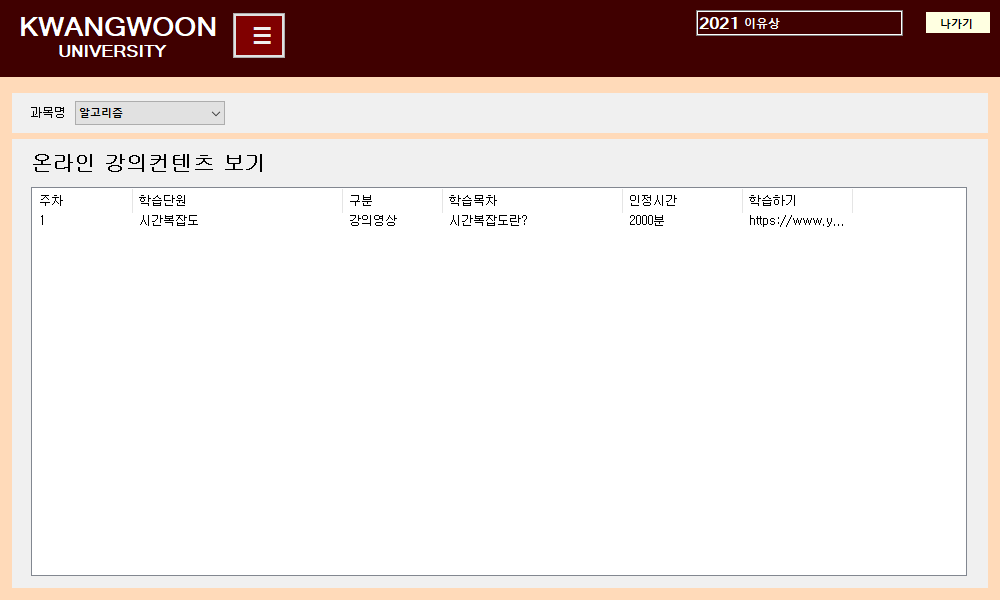 KWANGWOON
UNIVERSITY
☰
2021 이유상
나가기
과목명 알고리즘
온라인 강의컨텐츠 보기
주차 학습단원 구분 학습목차 인정시간 학습하기
1 시간복잡도 강의영상 시간복잡도란? 2000분 https://www.y...